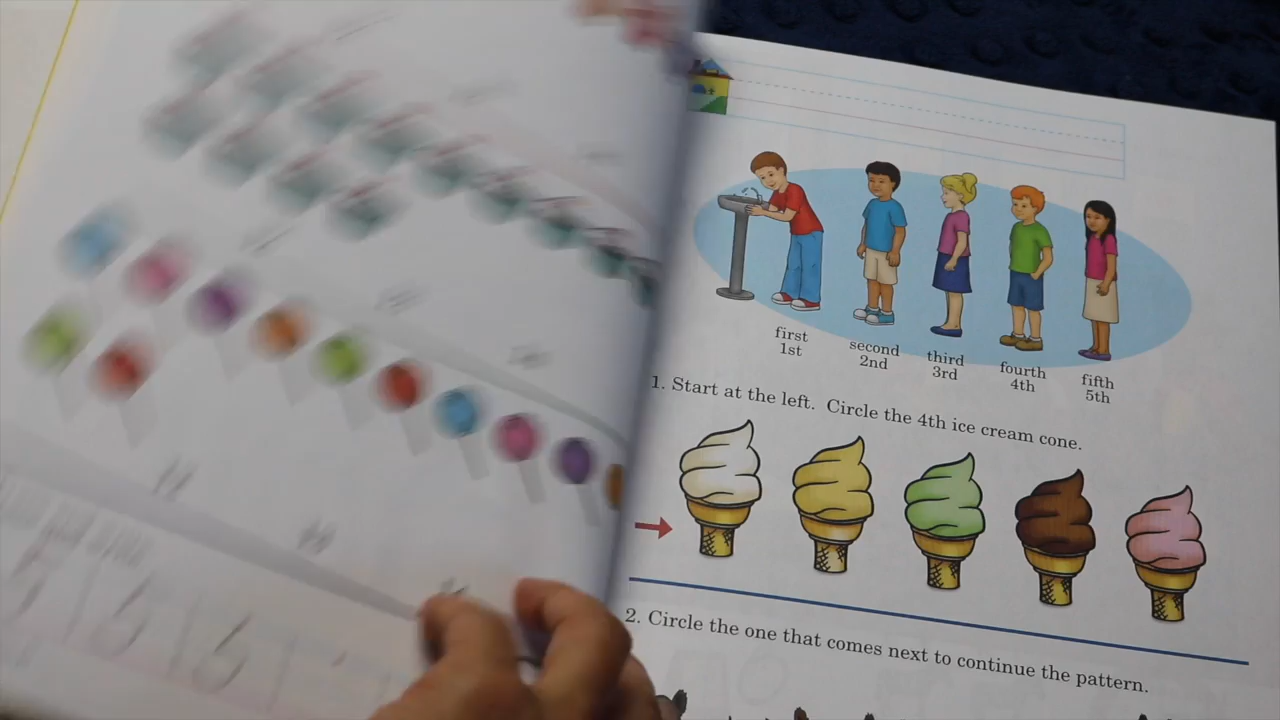 first
1st
second
2nd
third
3rd
fourth
4th
fifth
5th
1. Start at the left. Circle the 4th ice cream cone.
2. Circle the one that comes next to continue the pattern.